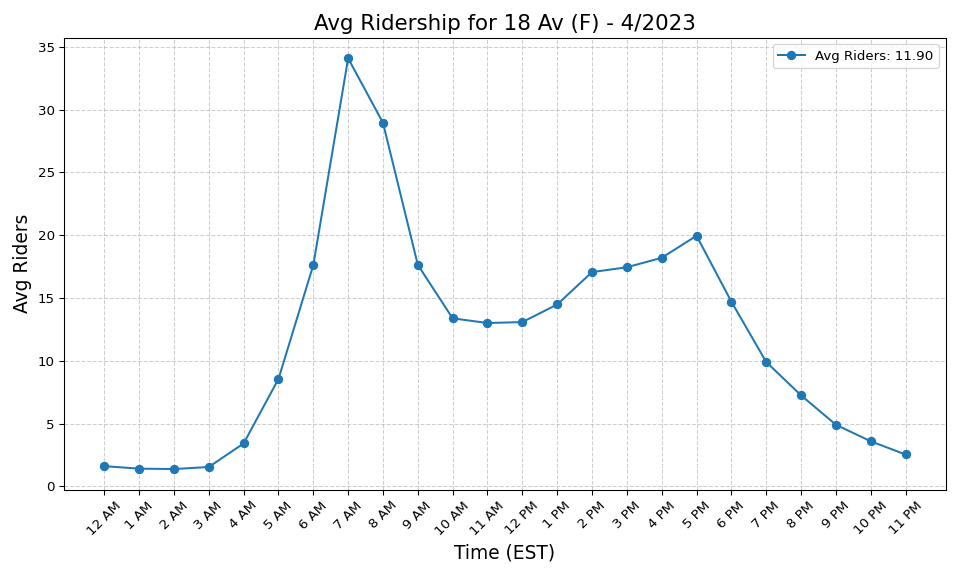 Avg Ridership for 18 Av (F) - 4/2023
Avg Riders: 11.90
Avg Riders
35
30
25
20
15
10
5
0
12 AM 1 AM 2 AM 3 AM 4 AM 5 AM 6 AM 7 AM 8 AM 9 AM 10 AM 11 AM 12 PM 1 PM 2 PM 3 PM 4 PM 5 PM 6 PM 7 PM 8 PM 9 PM 10 PM 11 PM
Time (EST)